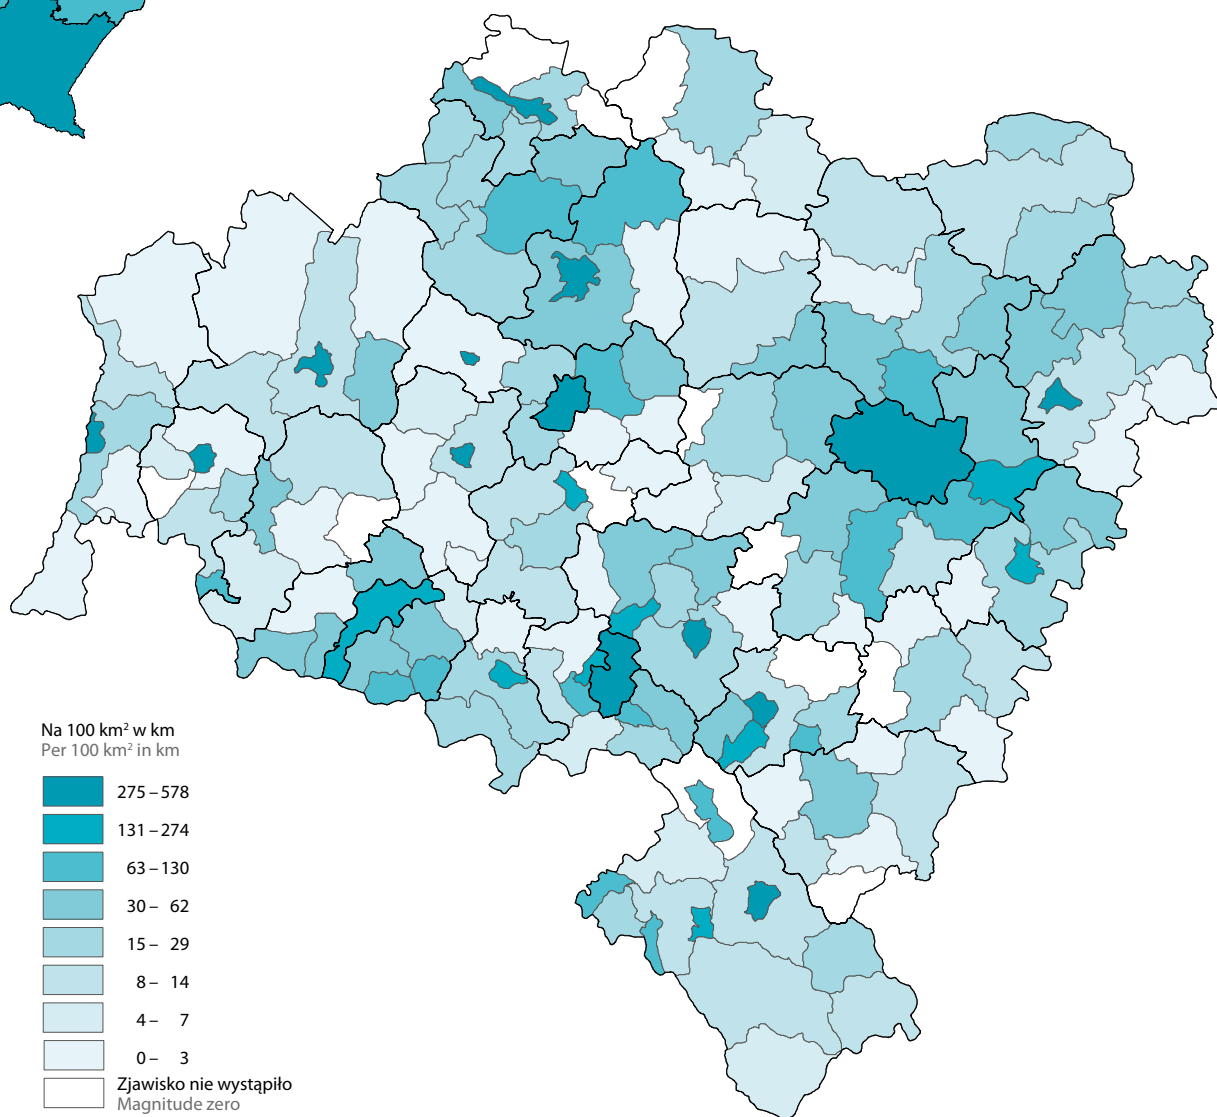 Na 100 km² w km
Per 100 km² in km
275 – 578
131 – 274
63 – 130
30 – 62
15 – 29
8 – 14
4 – 7
0 – 3
Zjawisko nie wystąpiło
Magnitude zero